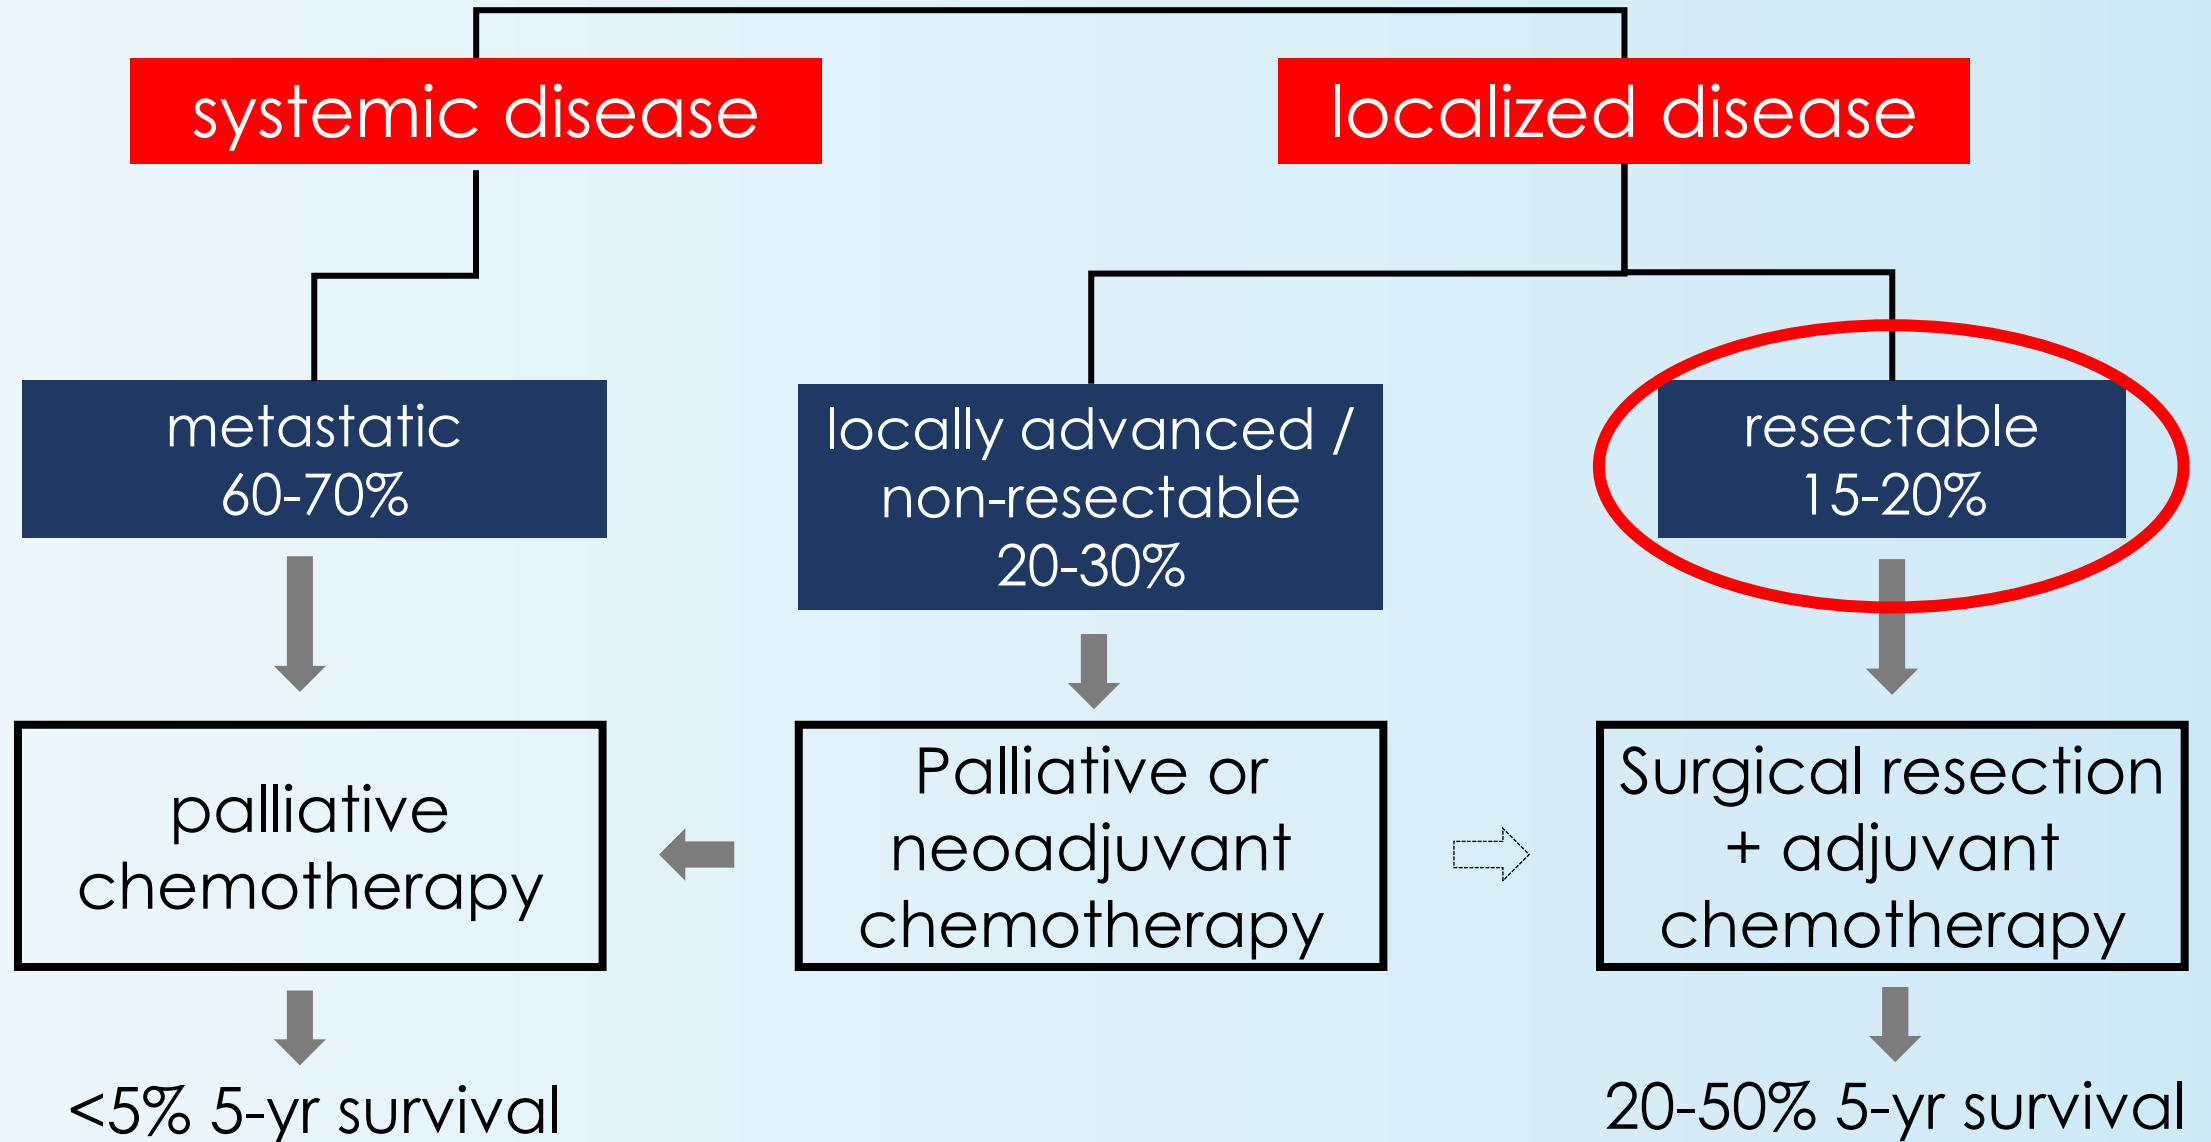 systemic disease
localized disease
metastatic
60-70%
locally advanced /
non-resectable
20-30%
resectable
15-20%
palliative
chemotherapy
Palliative or
neoadjuvant
chemotherapy
Surgical resection
+ adjuvant
chemotherapy
<5% 5-yr survival
20-50% 5-yr survival